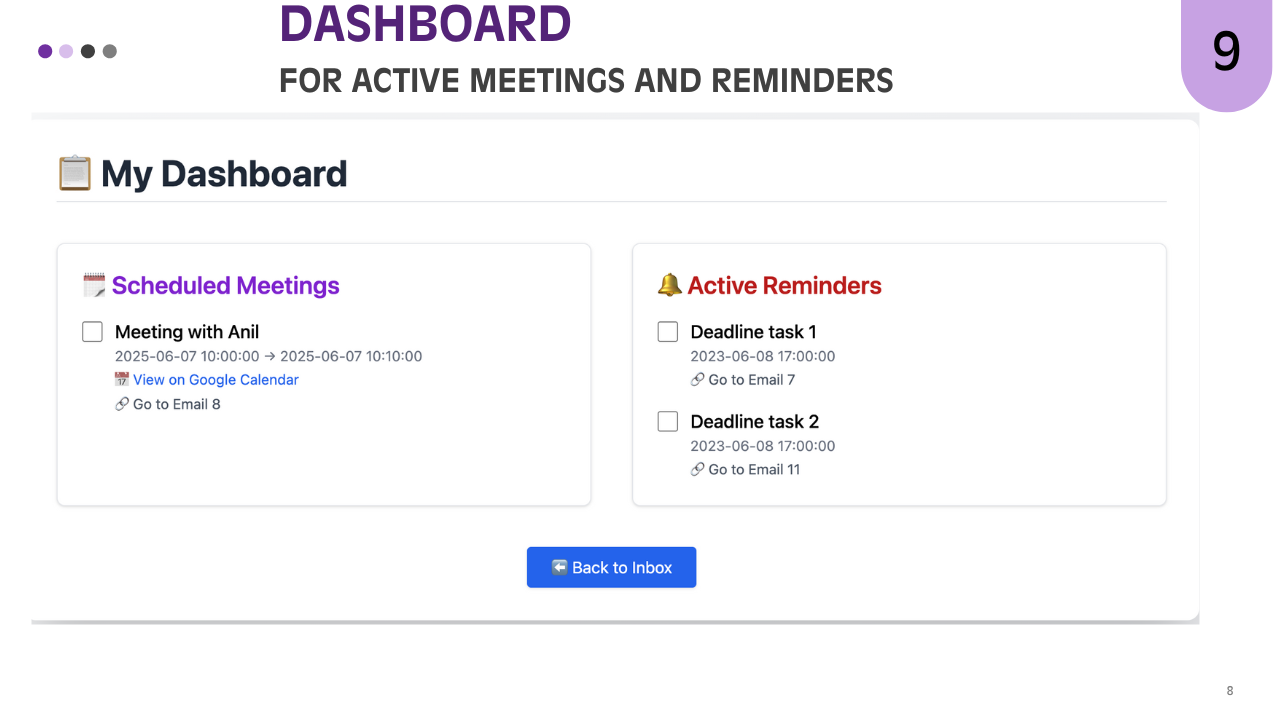 DASHBOARD
FOR ACTIVE MEETINGS AND REMINDERS
9
My Dashboard
Scheduled Meetings
Meeting with Anil
2025-06-07 10:00:00 → 2025-06-07 10:10:00
View on Google Calendar
Go to Email 8
Active Reminders
Deadline task 1
2023-06-08 17:00:00
Go to Email 7
Deadline task 2
2023-06-08 17:00:00
Go to Email 11
Back to Inbox
8